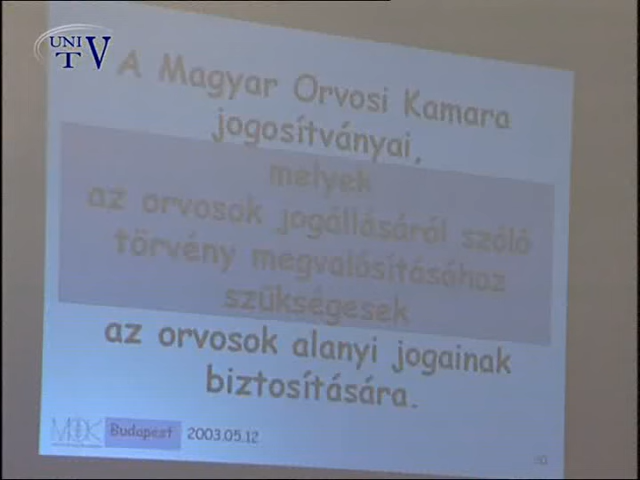 UNI
TV
A Magyar Orvosi Kamara
jogosítványai,
melyek
az orvosok jogállásáról szóló
törvény megvalósításához
szükségesek
az orvosok alanyi jogainak
biztosítására.
Budapest 2003.05.12